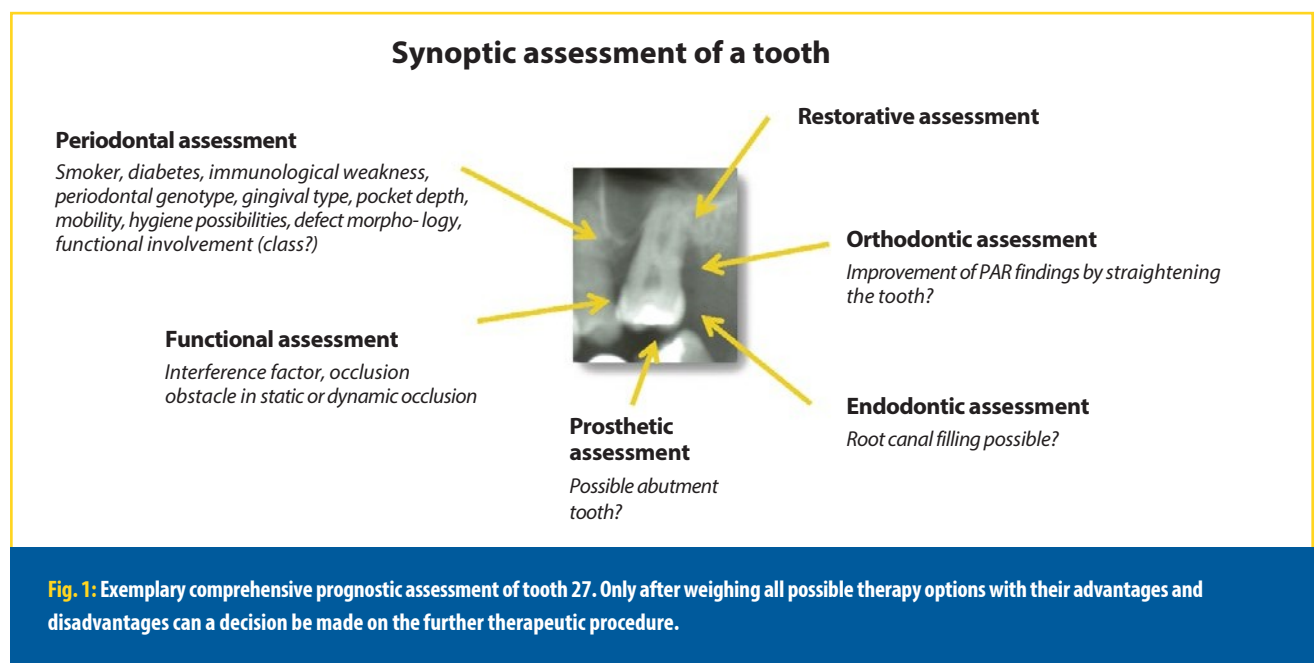 Synoptic assessment of a tooth
Periodontal assessment
Smoker, diabetes, immunological weakness,
periodontal genotype, gingival type, pocket depth,
mobility, hygiene possibilities, defect morpho- logy,
functional involvement (class?)
Functional assessment
Interference factor, occlusion
obstacle in static or dynamic occlusion
Prosthetic
assessment
Possible abutment
tooth?
Restorative assessment
Orthodontic assessment
Improvement of PAR findings by straightening
the tooth?
Endodontic assessment
Root canal filling possible?
Fig. 1: Exemplary comprehensive prognostic assessment of tooth 27. Only after weighing all possible therapy options with their advantages and
disadvantages can a decision be made on the further therapeutic procedure.